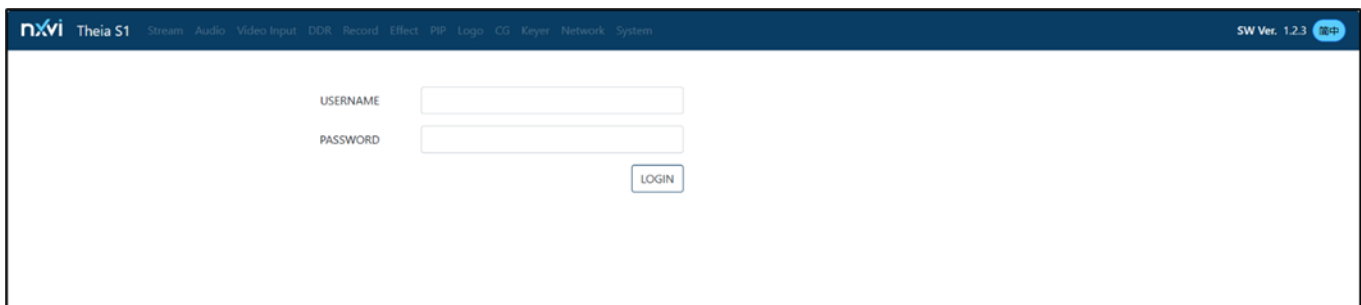 nxvi Theia S1 Stream Audio Video Input DDR Record Effect PIP Logo CG Keyer Network System SW Ver. 1.2.3 简中
USERNAME
PASSWORD
LOGIN